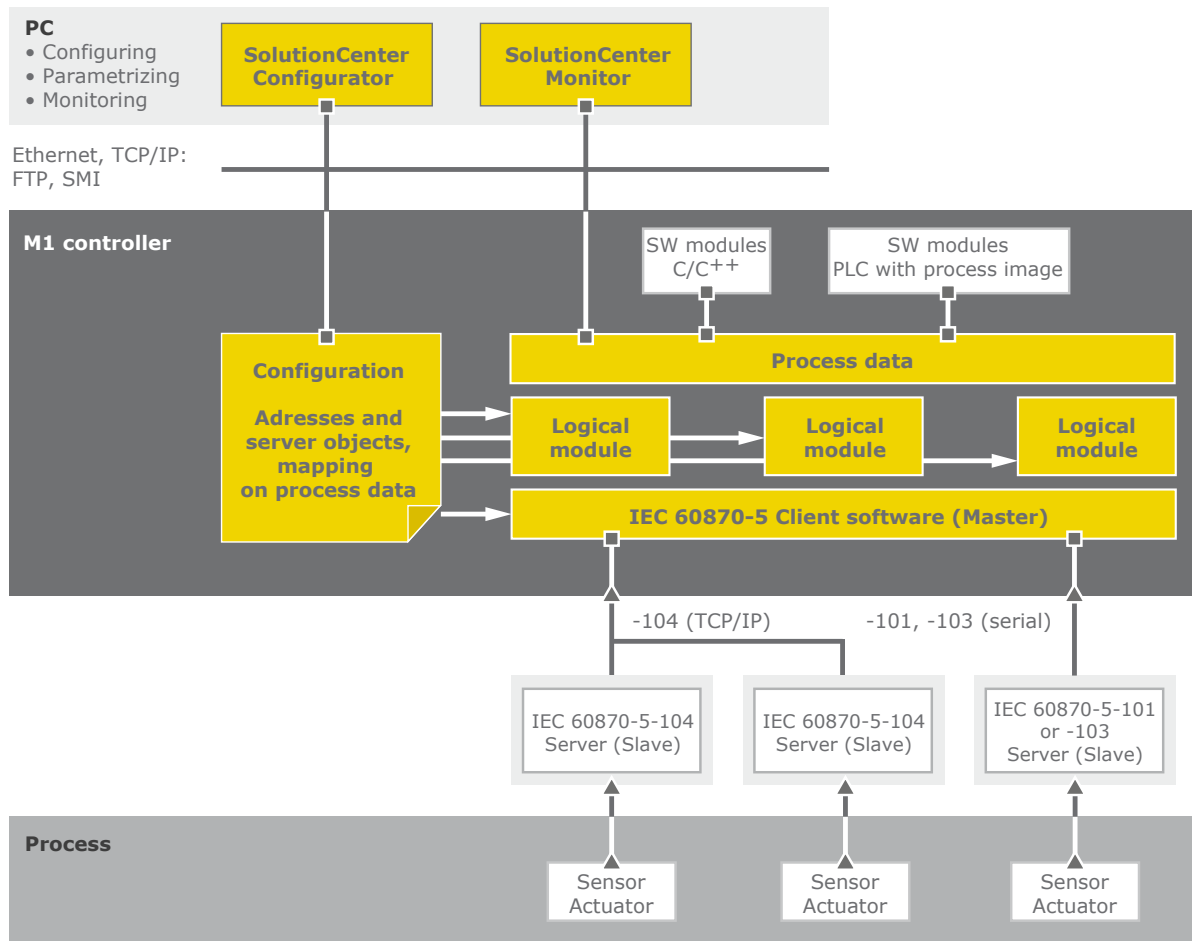 PC
• Configuring
• Parametrizing
• Monitoring
SolutionCenter
Configurator
SolutionCenter
Monitor
Ethernet, TCP/IP:
FTP, SMI
M1 controller
SW modules
C/C++
SW modules
PLC with process image
Configuration
Adresses and
server objects,
mapping
on process data
Process data
Logical
module
Logical
module
Logical
module
IEC 60870-5 Client software (Master)
-104 (TCP/IP)
-101, -103 (serial)
IEC 60870-5-104
Server (Slave)
IEC 60870-5-104
Server (Slave)
IEC 60870-5-101
or -103
Server (Slave)
Process
Sensor
Actuator
Sensor
Actuator
Sensor
Actuator